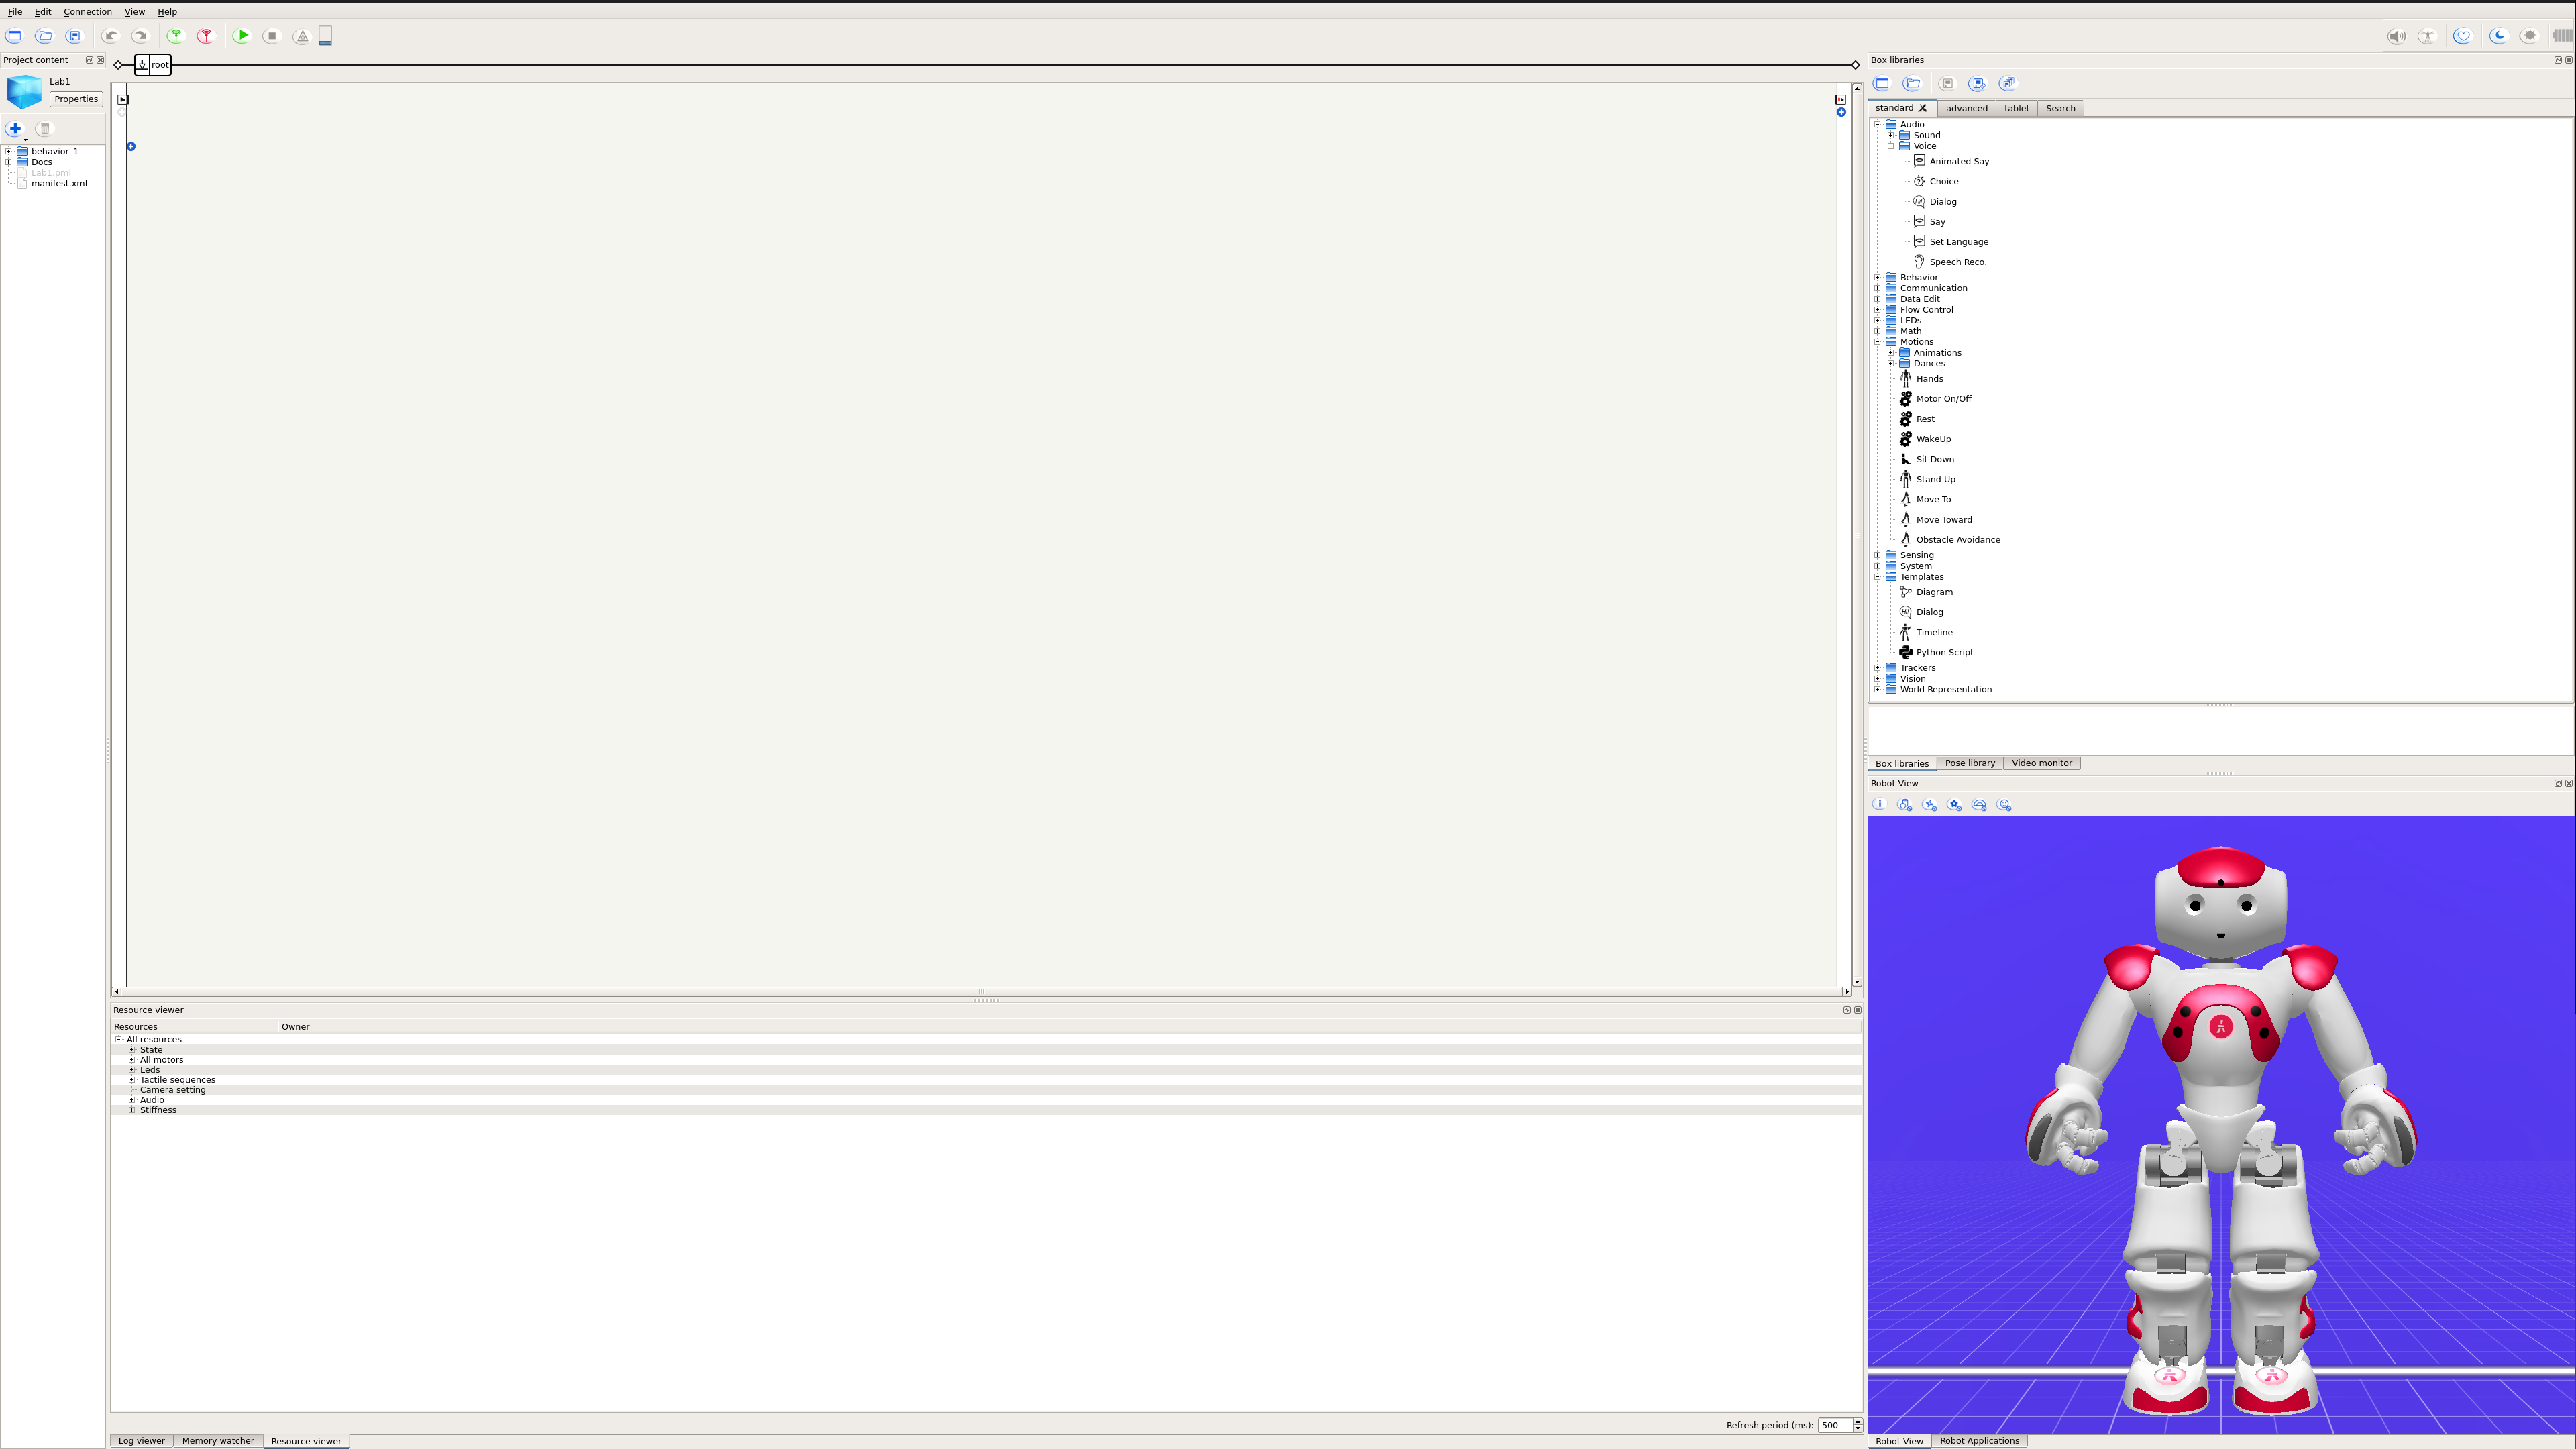 File Edit Connection View Help
Project content
Lab1
Properties
behavior_1
Docs
Lab1.pml
manifest.xml
root
Box libraries
standard advanced tablet Search
Audio
Sound
Voice
Animated Say
Choice
Dialog
Say
Set Language
Speech Reco.
Behavior
Communication
Data Edit
Flow Control
LEDs
Math
Motions
Animations
Dances
Hands
Motor On/Off
Rest
WakeUp
Sit Down
Stand Up
Move To
Move Toward
Obstacle Avoidance
Sensing
System
Templates
Diagram
Dialog
Timeline
Python Script
Trackers
Vision
World Representation
Box libraries Pose library Video monitor
Robot View
Resource viewer
Resources Owner
All resources
State
All motors
Leds
Tactile sequences
Camera setting
Audio
Stiffness
Refresh period (ms): 500
Log viewer Memory watcher Resource viewer
Robot View Robot Applications